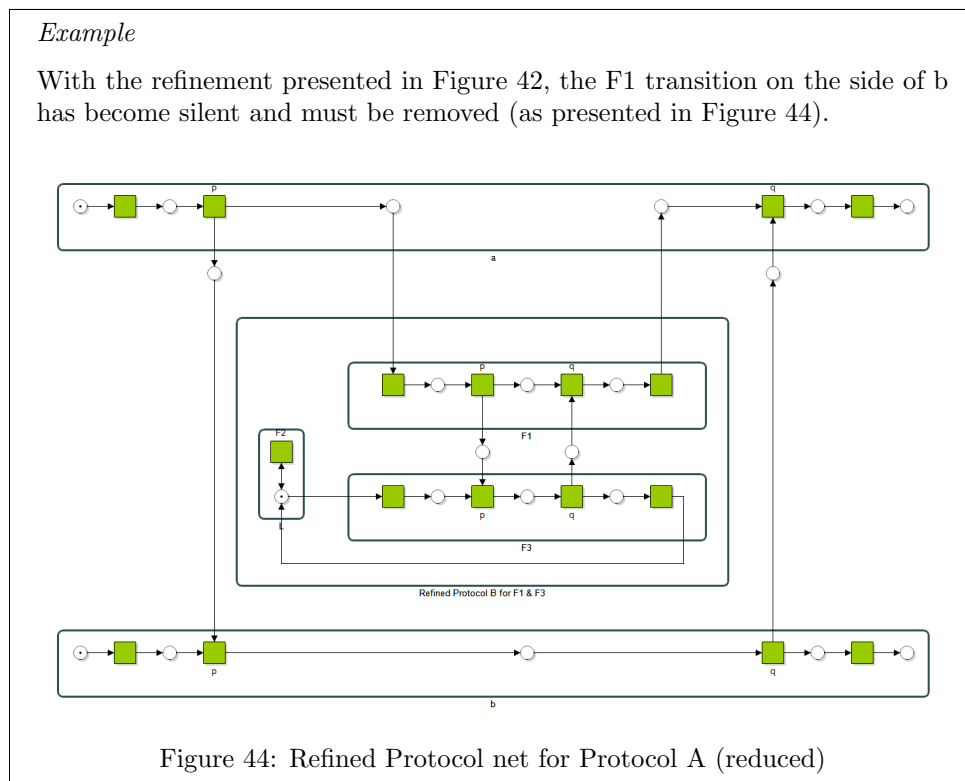 Example
With the refinement presented in Figure 42, the F1 transition on the side of b
has become silent and must be removed (as presented in Figure 44).
p
q
a
p
q
F1
F2
L
p
q
F3
Refined Protocol B for F1 & F3
p
q
b
Figure 44: Refined Protocol net for Protocol A (reduced)